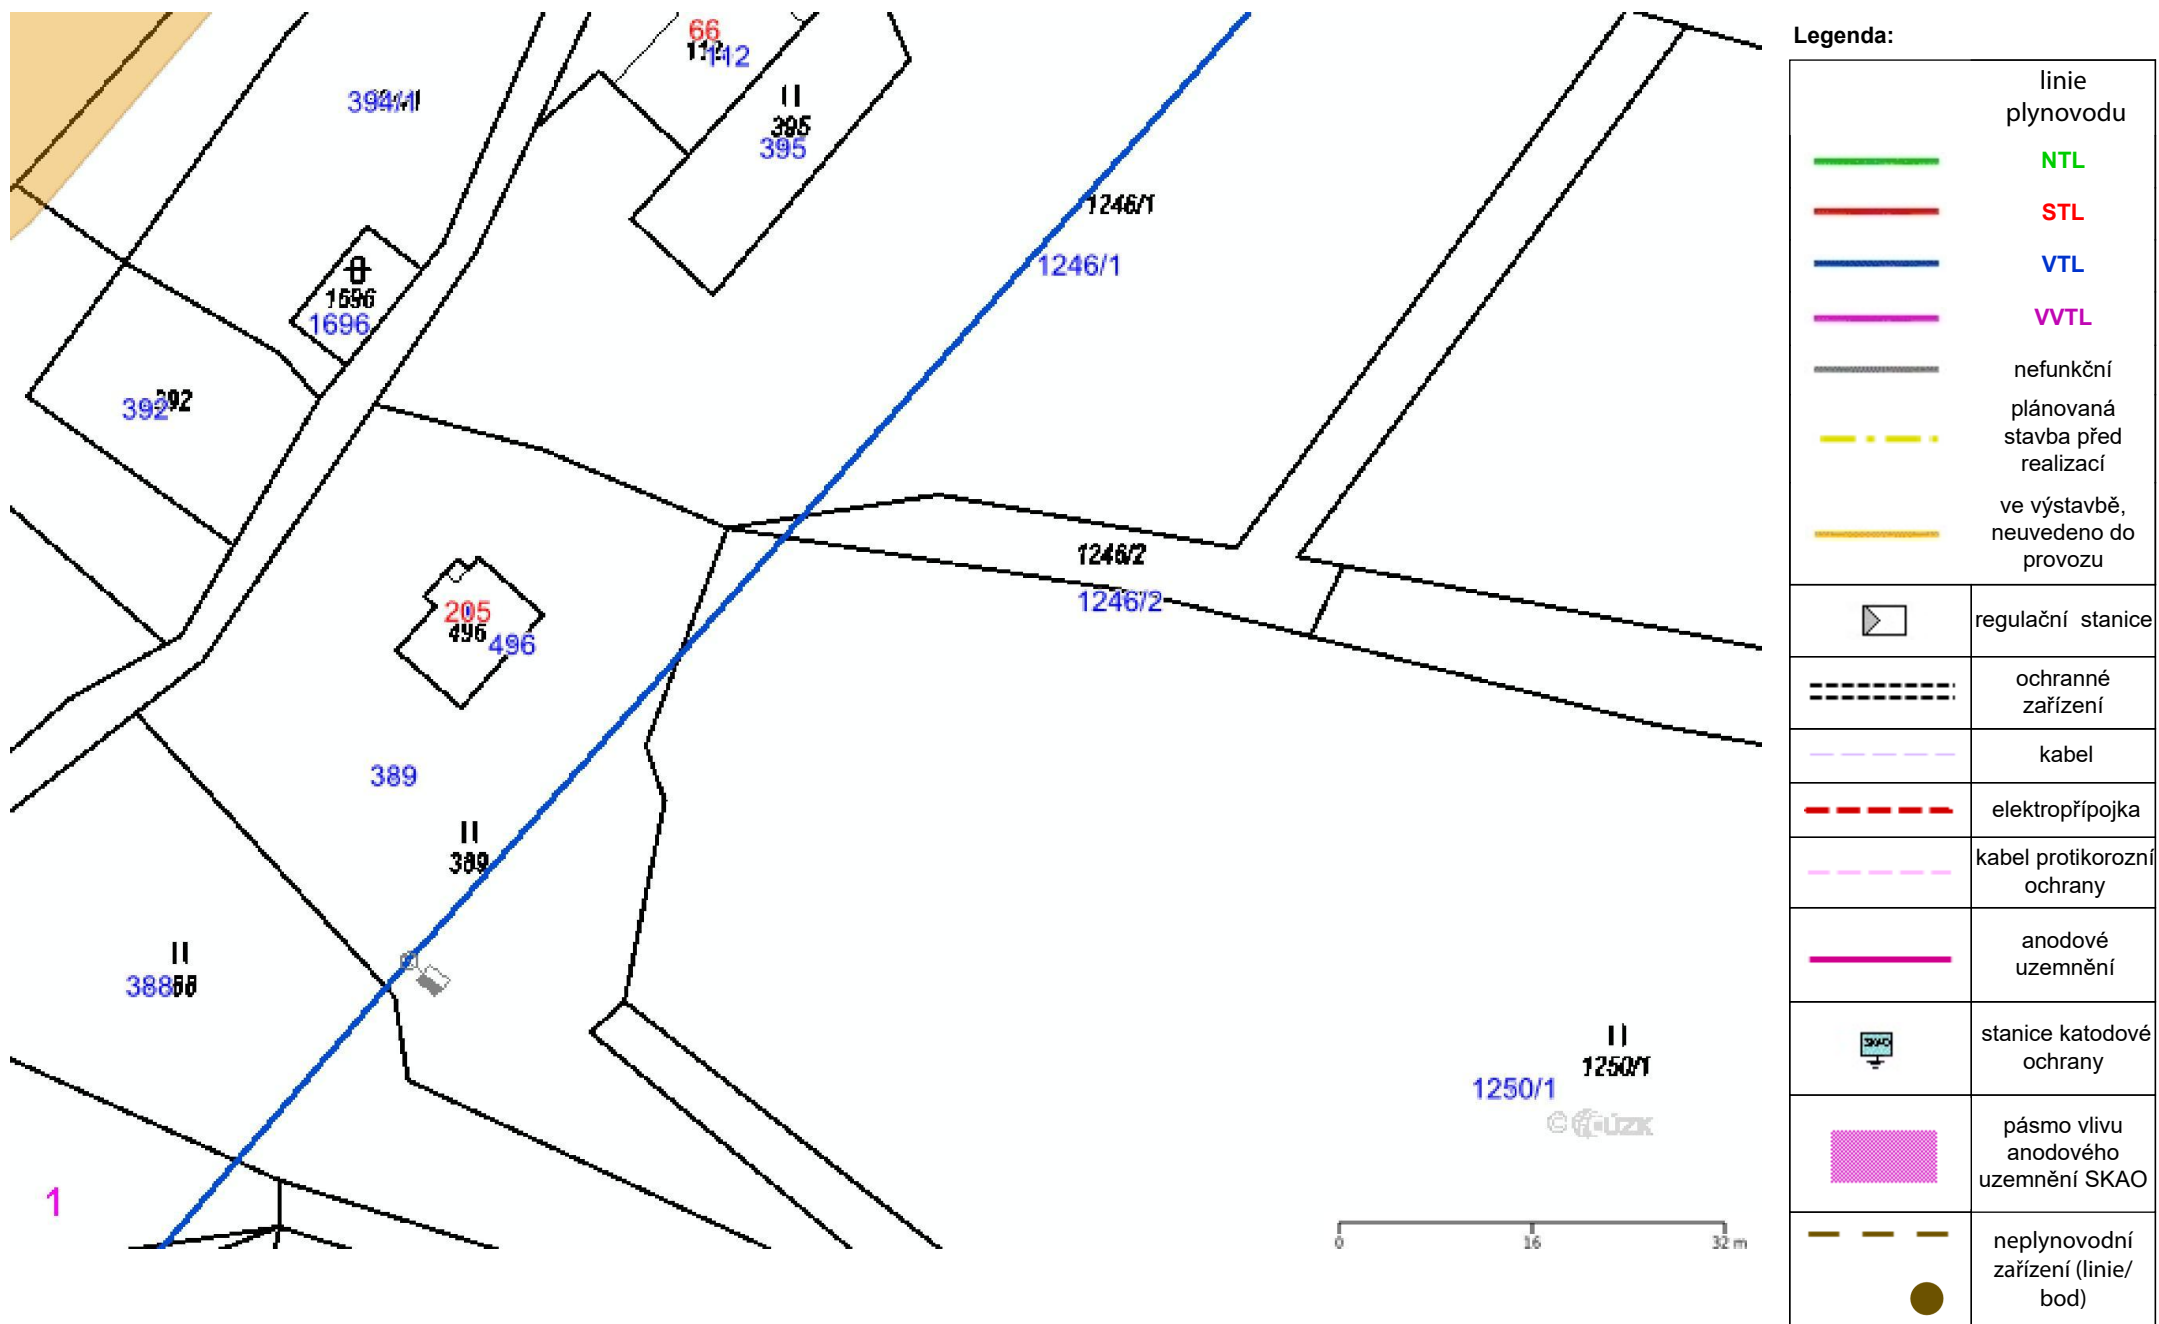 66
112
112
394/1
395
395
1246/1
1246/1
1696
1696
392
392
1246/2
1246/2
205
496
496
389
389
388
1250/1
1250/1
1
0 16 32 m
Legenda:
linie
plynovodu
NTL
STL
VTL
VVTL
nefunkční
plánovaná
stavba před
realizací
ve výstavbě,
neuvedeno do
provozu
regulační stanice
ochranné
zařízení
kabel
elektropřípojka
kabel protikorozní
ochrany
anodové
uzemnění
SKAO
stanice katodové
ochrany
pásmo vlivu
anodového
uzemnění SKAO
neplynovodní
zařízení (linie/
bod)